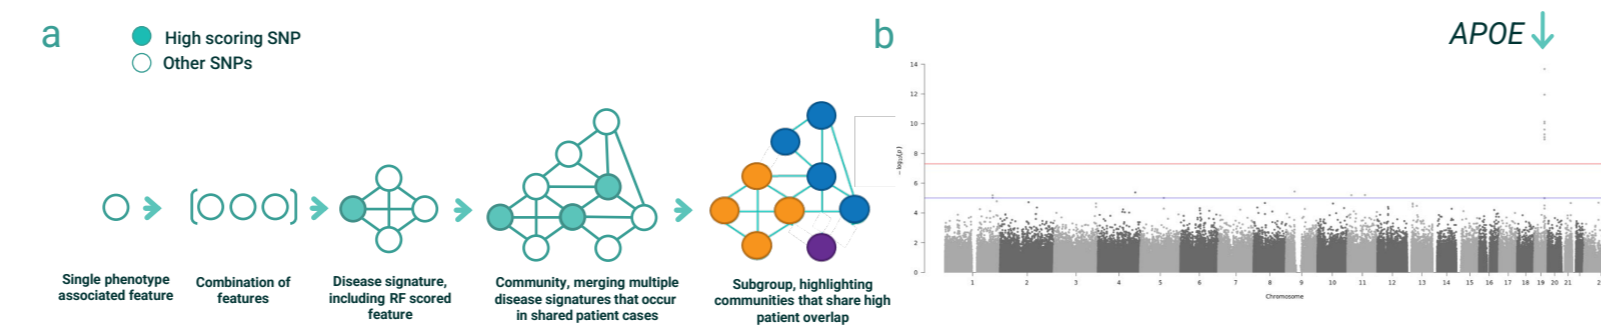 a
High scoring SNP
Other SNPs
Single phenotype
associated feature
Combination of
features
Disease signature,
including RF scored
feature
Community, merging multiple
disease signatures that occur
in shared patient cases
Subgroup, highlighting
communities that share high
patient overlap
b
APOE
14
12
10
8
6
4
2
0
− log₁₀(p)
1 2 3 4 5 6 7 8 9 10 11 12 13 14 15 16 17 18 19 20 21 2
Chromosome